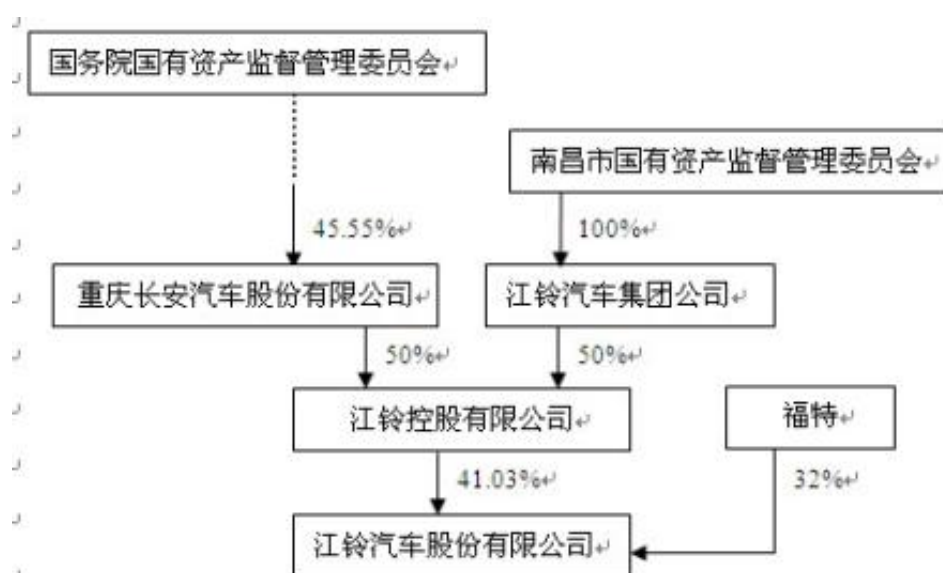 国务院国有资产监督管理委员会
南昌市国有资产监督管理委员会
45.55%
100%
重庆长安汽车股份有限公司
江铃汽车集团公司
50%
50%
江铃控股有限公司
福特
41.03%
32%
江铃汽车股份有限公司